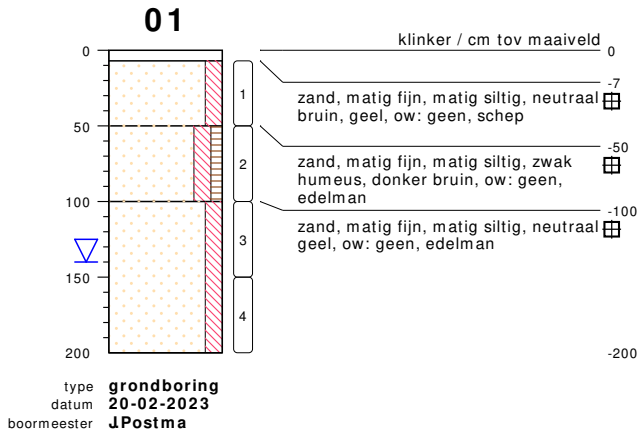 01
klinker / cm tov maaiveld
0
0
-7
zand, matig fijn, matig siltig, neutraal
bruin, geel, ow: geen, schep
1
50
-50
zand, matig fijn, matig siltig, zwak
humeus, donker bruin, ow: geen,
edelman
2
100
-100
zand, matig fijn, matig siltig, neutraal
geel, ow: geen, edelman
3
150
4
200
-200
type grondboring
datum 20-02-2023
boormeester J.Postma